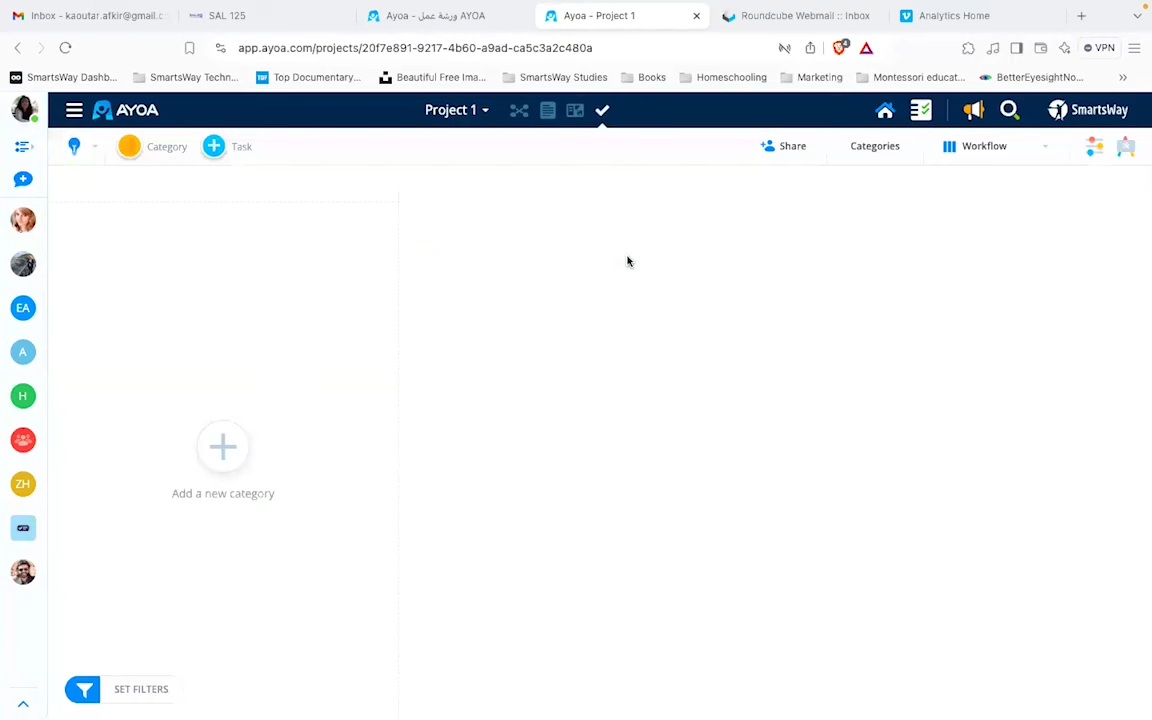 Inbox - kaoutar.afkir@gmail.c
SAL 125
Ayoa - ورشة عمل AYOA
Ayoa - Project 1
Roundcube Webmail :: Inbox
Analytics Home
app.ayoa.com/projects/20f7e891-9217-4b60-a9ad-ca5c3a2c480a
4
VPN
SmartsWay Dashb...
SmartsWay Techn...
Top Documentary...
Beautiful Free Ima...
SmartsWay Studies
Books
Homeschooling
Marketing
Montessori educat...
BetterEyesightNo...
AYOA
Project 1
SmartsWay
Category
Task
Share
Categories
Workflow
EA
A
H
ZH
Add a new category
SET FILTERS